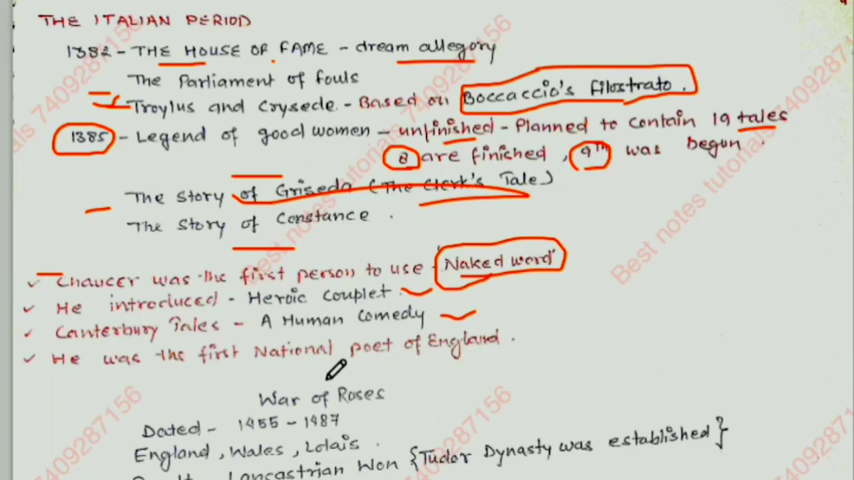 THE ITALIAN PERIOD
1382 - THE HOUSE OF FAME - dream allegory
The Parliament of fouls
Troylus and Crysede - Based on Boccaccio's filostrato.
1385 - Legend of good women - unfinished - Planned to contain 19 tales
8 are finished, 9th was begun.
The story of Griseda (The Clerk's Tale)
The Story of Constance.
✓ Chaucer was the first person to use "Naked word"
✓ He introduced - Heroic couplet.
✓ Canterbury Tales - A Human Comedy
✓ He was the first National poet of England.
War of Roses
Dated - 1455 - 1487
England, Wales, .
Lancastrian Won {Tudor Dynasty was established}
Best notes tutorials 7409287156